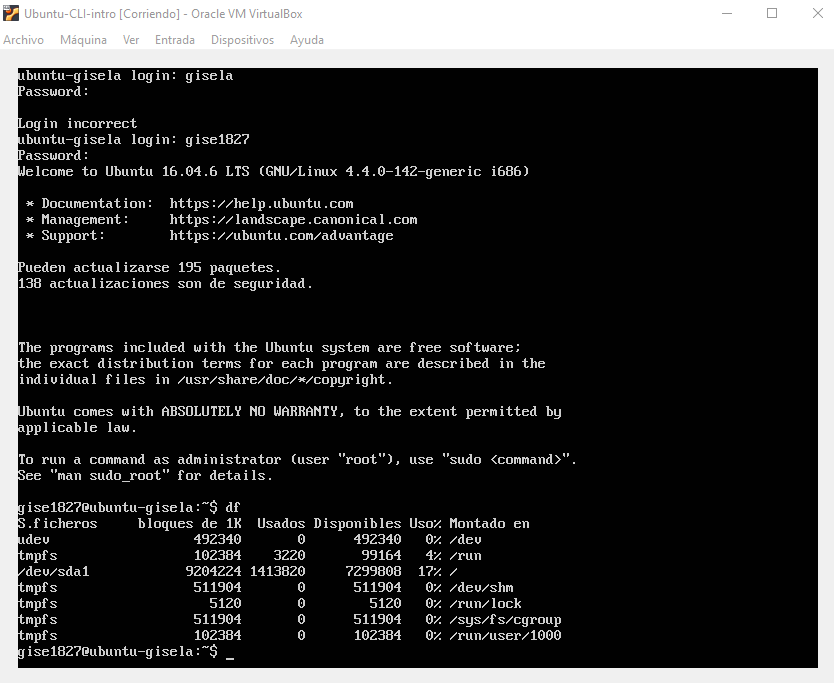 Ubuntu-CLI-intro [Corriendo] - Oracle VM VirtualBox
Archivo Máquina Ver Entrada Dispositivos Ayuda
ubuntu-gisela login: gisela
Password:
Login incorrect
ubuntu-gisela login: gise1827
Password:
Welcome to Ubuntu 16.04.6 LTS (GNU/Linux 4.4.0-142-generic i686)
* Documentation:  https://help.ubuntu.com
* Management:     https://landscape.canonical.com
* Support:        https://ubuntu.com/advantage
Pueden actualizarse 195 paquetes.
138 actualizaciones son de seguridad.
The programs included with the Ubuntu system are free software;
the exact distribution terms for each program are described in the
individual files in /usr/share/doc/*/copyright.
Ubuntu comes with ABSOLUTELY NO WARRANTY, to the extent permitted by
applicable law.
To run a command as administrator (user "root"), use "sudo <command>".
See "man sudo_root" for details.
gise1827@ubuntu-gisela:~$ df
S.ficheros     bloques de 1K  Usados Disponibles Uso% Montado en
udev                  492340       0      492340   0% /dev
tmpfs                 102384    3220       99164   4% /run
/dev/sda1            9204224 1413820     7299808  17% /
tmpfs                 511904       0      511904   0% /dev/shm
tmpfs                   5120       0        5120   0% /run/lock
tmpfs                 511904       0      511904   0% /sys/fs/cgroup
tmpfs                 102384       0      102384   0% /run/user/1000
gise1827@ubuntu-gisela:~$ _